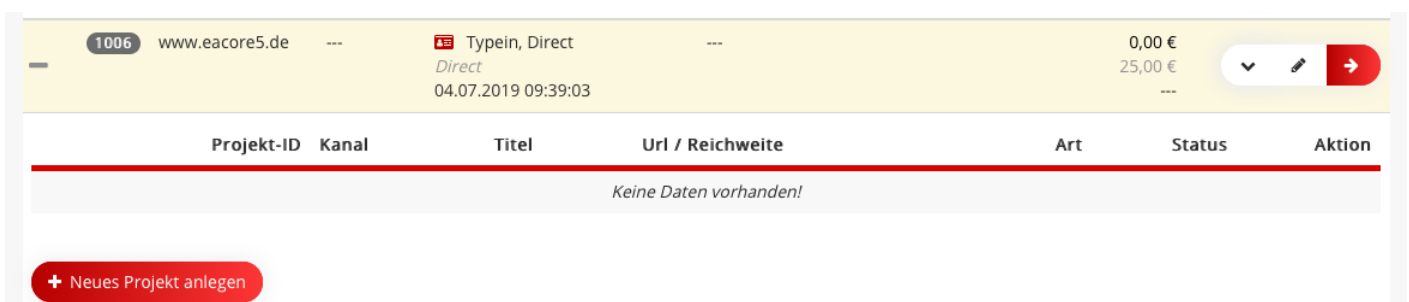 1006 www.eacore5.de --- Typein, Direct --- 0,00 €
Direct 25,00 €
04.07.2019 09:39:03 ---
Projekt-ID Kanal Titel Url / Reichweite Art Status Aktion
Keine Daten vorhanden!
Neues Projekt anlegen